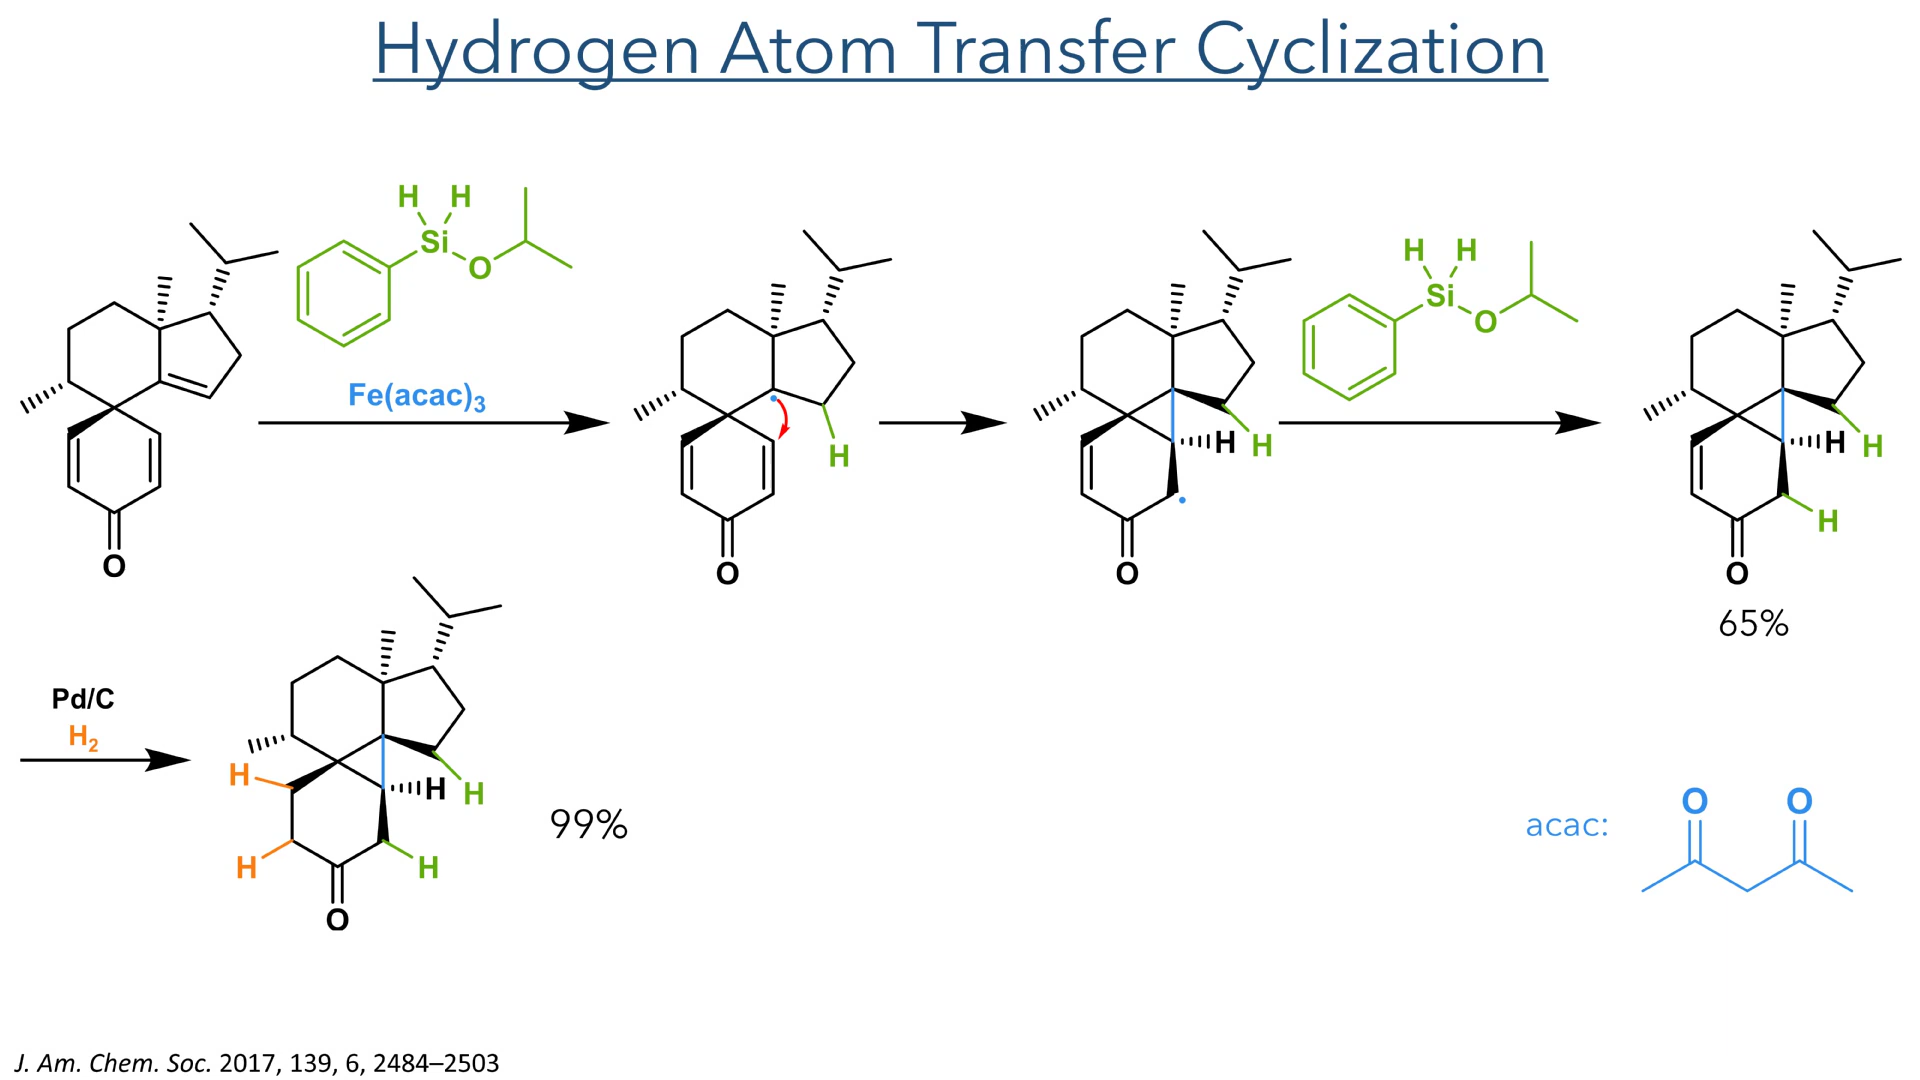 Hydrogen Atom Transfer Cyclization
H H
Si
O
Fe(acac)3
O
H
O
H
H
O
H H
Si
O
H
H
H
O
65%
Pd/C
H2
H
H
H
H
H
O
99%
acac:
O O
J. Am. Chem. Soc. 2017, 139, 6, 2484–2503